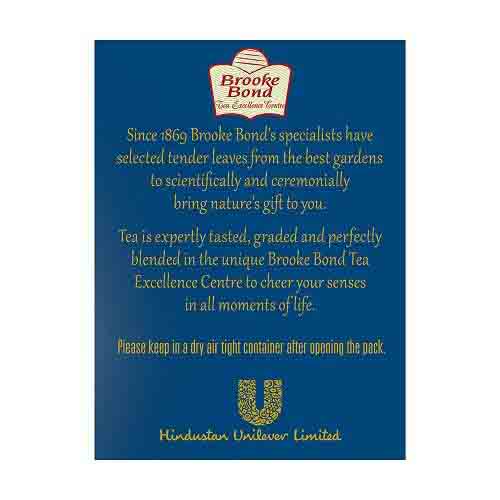 Brooke
Bond
Tea Excellence Centre
Since 1869 Brooke Bond's specialists have
selected tender leaves from the best gardens
to scientifically and ceremonially
bring nature's gift to you.
Tea is expertly tasted, graded and perfectly
blended in the unique Brooke Bond Tea
Excellence Centre to cheer your senses
in all moments of life.
Please keep in a dry air tight container after opening the pack.
U
Hindustan Unilever Limited